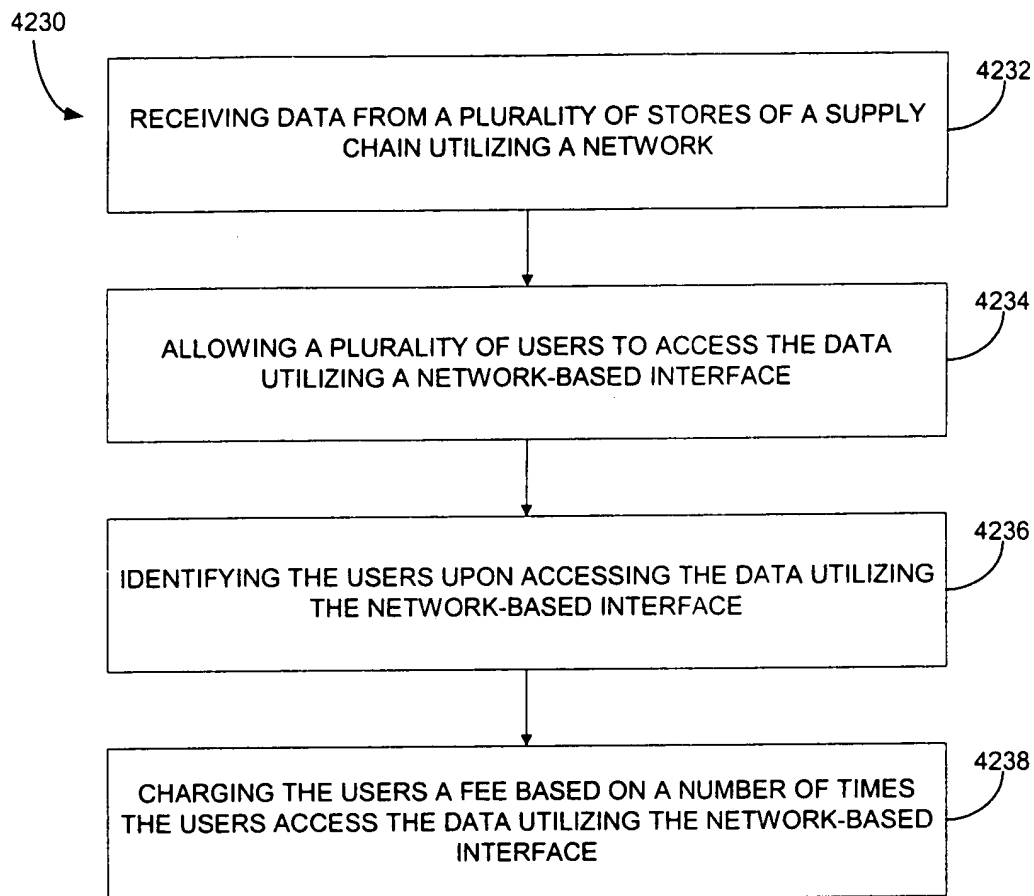 4230
4232
RECEIVING DATA FROM A PLURALITY OF STORES OF A SUPPLY
CHAIN UTILIZING A NETWORK
4234
ALLOWING A PLURALITY OF USERS TO ACCESS THE DATA
UTILIZING A NETWORK-BASED INTERFACE
4236
IDENTIFYING THE USERS UPON ACCESSING THE DATA UTILIZING
THE NETWORK-BASED INTERFACE
4238
CHARGING THE USERS A FEE BASED ON A NUMBER OF TIMES
THE USERS ACCESS THE DATA UTILIZING THE NETWORK-BASED
INTERFACE